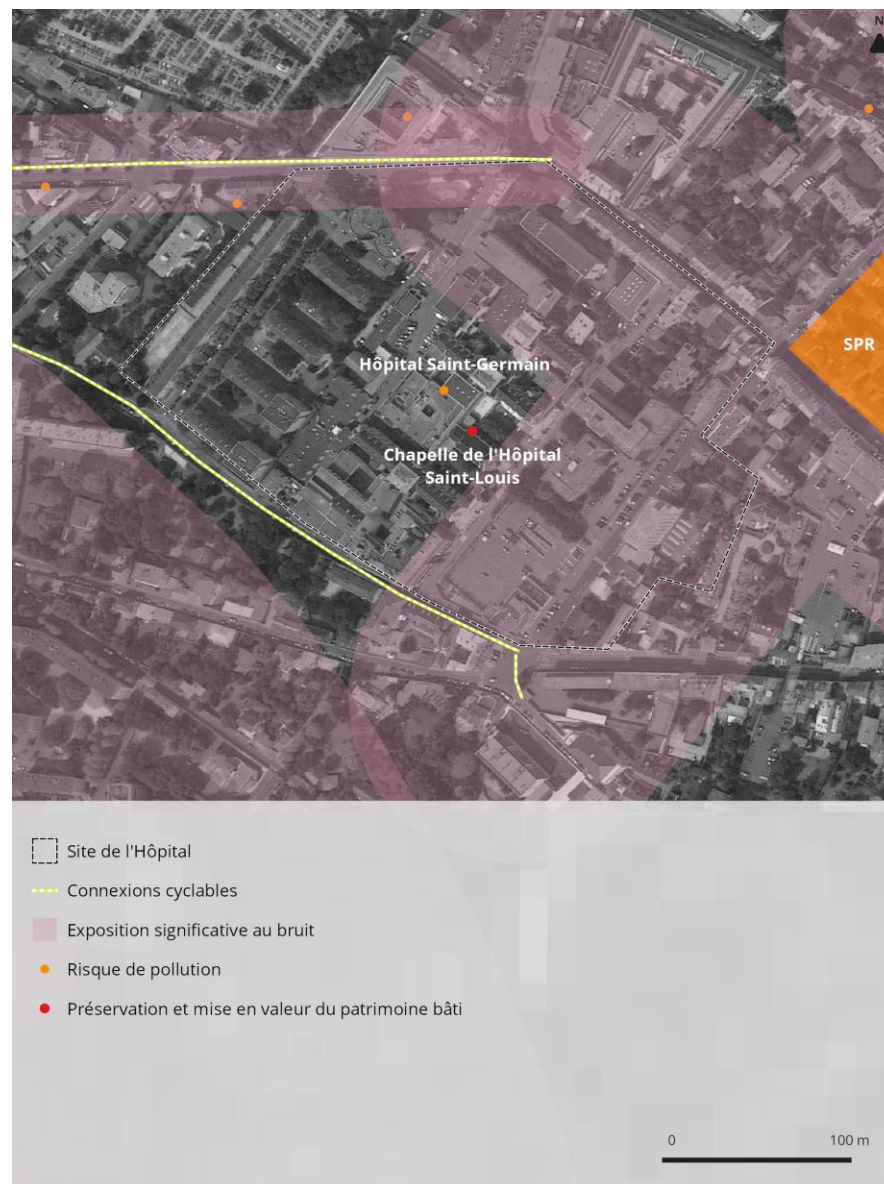 N
SPR
Hôpital Saint-Germain
Chapelle de l'Hôpital
Saint-Louis
Site de l'Hôpital
Connexions cyclables
Exposition significative au bruit
Risque de pollution
Préservation et mise en valeur du patrimoine bâti
0 100 m